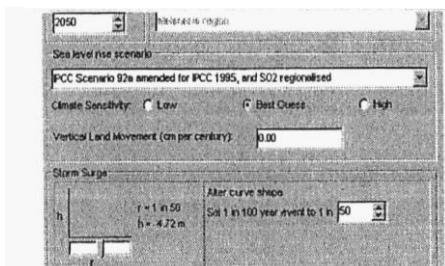 2050 region
Sea level rise scenario
IPCC Scenario 92a amended for IPCC 1995, and SO2 regionalised
Climate Sensitivity: Low Best Guess High
Vertical Land Movement (cm per century): 0.00
Storm Surge
Alter curve shape
h r = 1 in 50 Set 1 in 100 year event to 1 in 50
h = -4.72 m
r